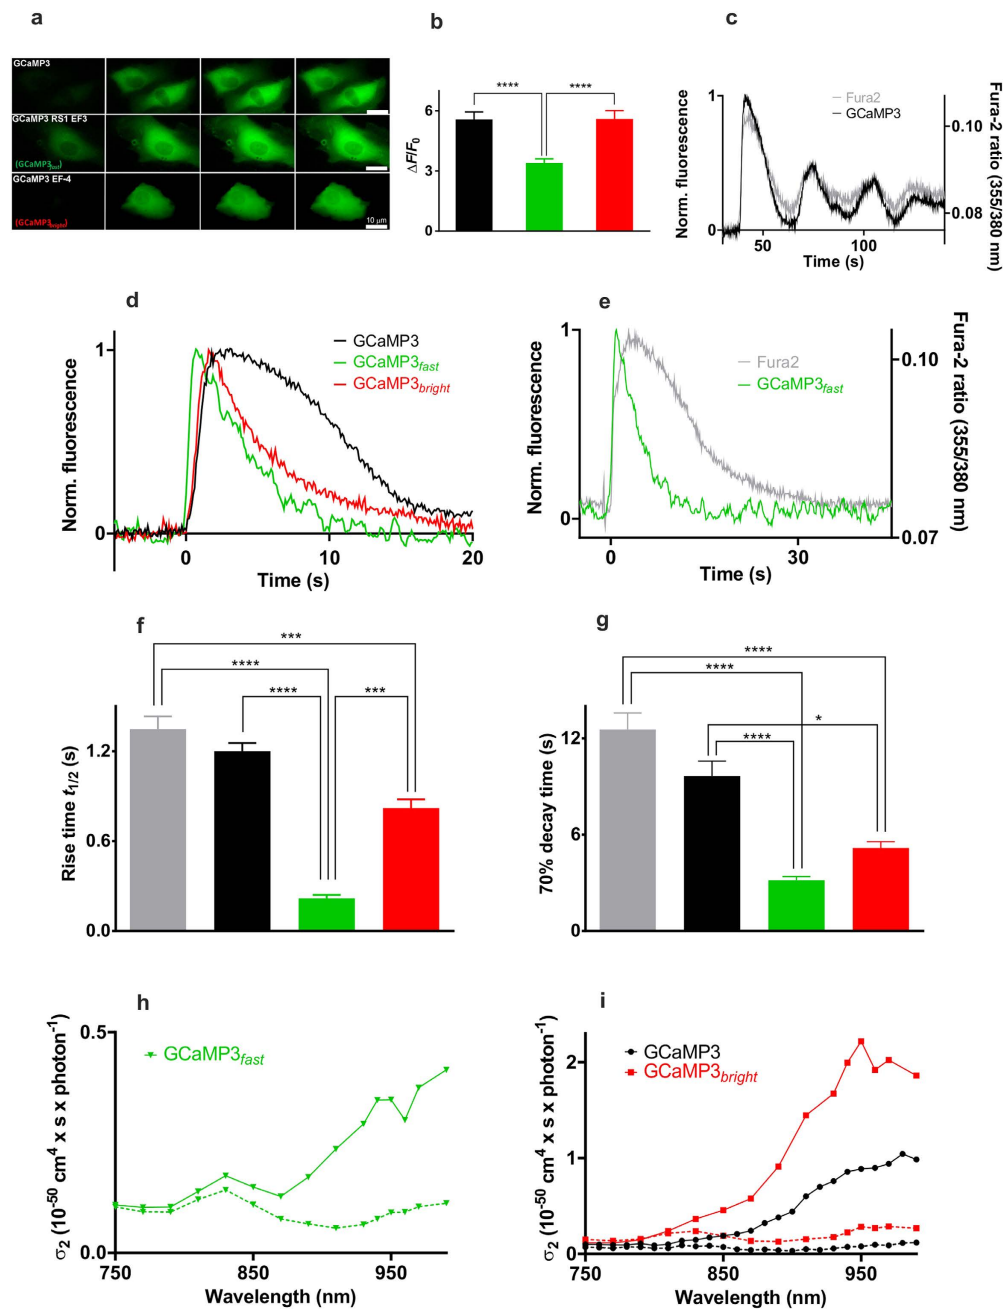 a
GCaMP3
GCaMP3 RS1 EF3
(GCaMP3fast)
GCaMP3 EF-4
(GCaMP3bright)
10 µm
b
****
****
ΔF/F0
6
3
0
c
Norm. fluorescence
1
0
Fura2
GCaMP3
0.10
0.08
Fura-2 ratio (355/380 nm)
50
100
Time (s)
d
Norm. fluorescence
1
0
GCaMP3
GCaMP3fast
GCaMP3bright
0
10
20
Time (s)
e
Norm. fluorescence
1
0
Fura2
GCaMP3fast
0.10
0.07
Fura-2 ratio (355/380 nm)
0
30
Time (s)
f
***
****
****
***
Rise time t1/2 (s)
1.2
0.6
0.0
g
****
****
*
****
70% decay time (s)
12
6
0
h
σ2 (10-50 cm4 x s x photon-1)
0.5
0.0
GCaMP3fast
750
850
950
Wavelength (nm)
i
σ2 (10-50 cm4 x s x photon-1)
2
1
0
GCaMP3
GCaMP3bright
750
850
950
Wavelength (nm)